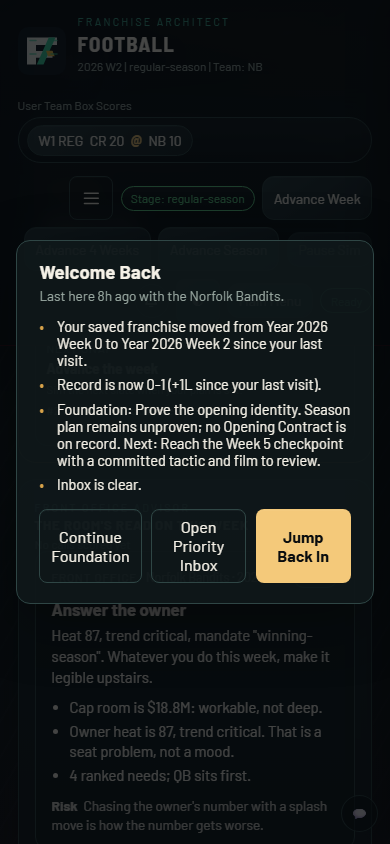 FRANCHISE ARCHITECT
FOOTBALL
2026 W2 | regular-season | Team: NB
User Team Box Scores
W1 REG CR 20 @ NB 10
Stage: regular-season
Advance Week
Welcome Back
Last here 8h ago with the Norfolk Bandits.
• Your saved franchise moved from Year 2026
Week 0 to Year 2026 Week 2 since your last
visit.
• Record is now 0-1 (+1L since your last visit).
• Foundation: Prove the opening identity. Season
plan remains unproven; no Opening Contract is
on record. Next: Reach the Week 5 checkpoint
with a committed tactic and film to review.
• Inbox is clear.
Continue
Foundation
Open
Priority
Inbox
Jump
Back In
Answer the owner
Heat 87, trend critical, mandate "winning-
season". Whatever you do this week, make it
legible upstairs.
• Cap room is $18.8M: workable, not deep.
• Owner heat is 87, trend critical. That is a
seat problem, not a mood.
• 4 ranked needs; QB sits first.
Risk Chasing the owner's number with a splash
move is how the number gets worse.